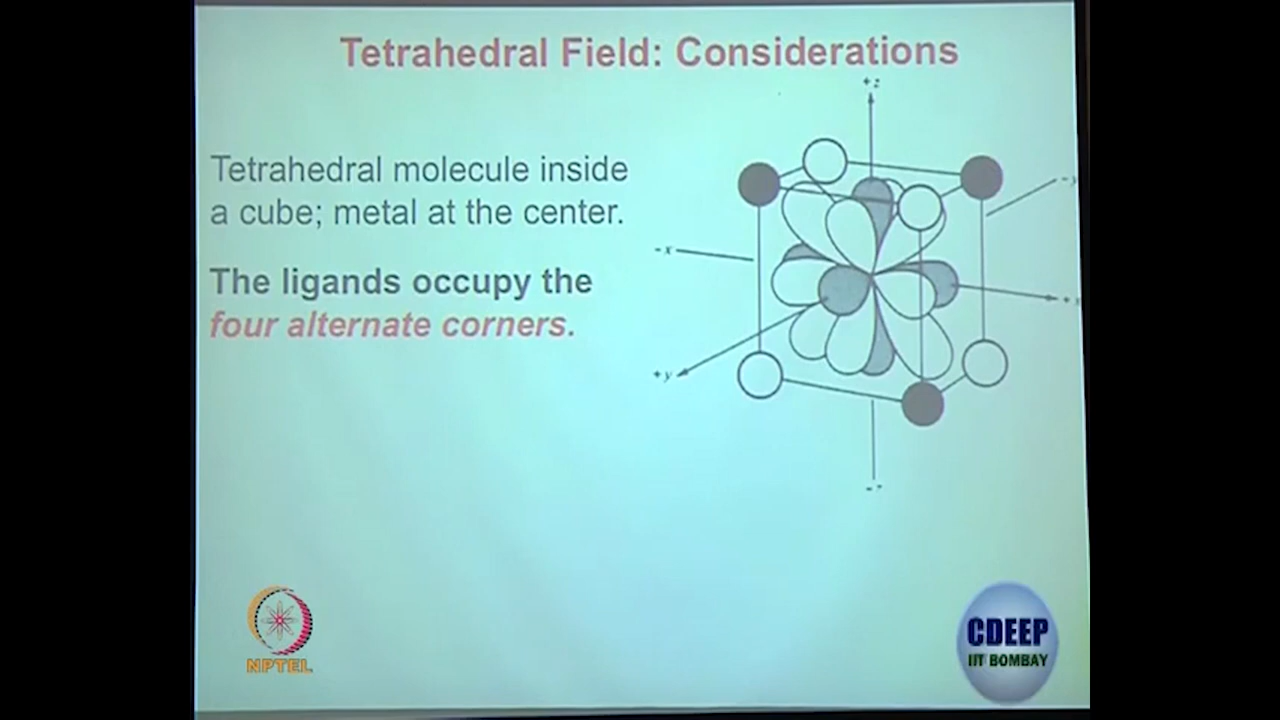 Tetrahedral Field: Considerations
Tetrahedral molecule inside
a cube; metal at the center.
The ligands occupy the
four alternate corners.
+z
-y
-x
+x
+y
NPTEL
CDEEP
IIT BOMBAY